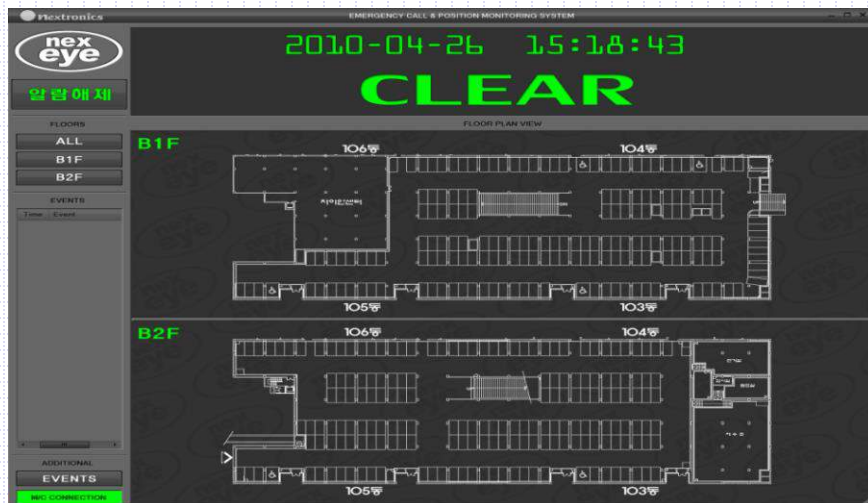 Nextronics
EMERGENCY CALL & POSITION MONITORING SYSTEM
nex
eye
2010-04-26 15:18:43
CLEAR
알람해제
FLOORS
ALL
B1F
B2F
EVENTS
Time Event
ADDITIONAL
EVENTS
M/C CONNECTION
FLOOR PLAN VIEW
B1F
106동
104동
105동
103동
B2F
106동
104동
105동
103동